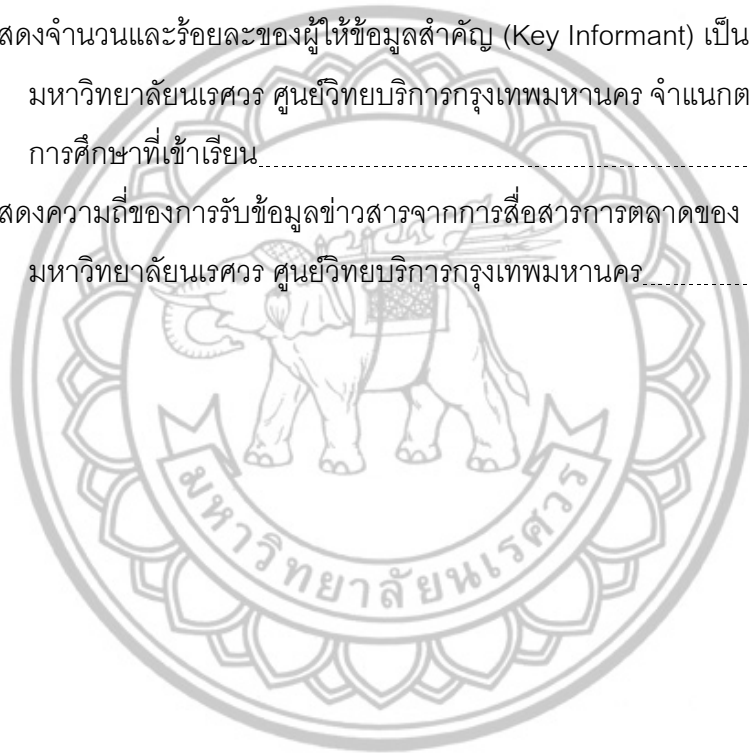 สดงจำนวนและร้อยละของผู้ให้ข้อมูลสำคัญ (Key Informant) เป็น
มหาวิทยาลัยนเรศวร ศูนย์วิทยบริการกรุงเทพมหานคร จำแนกต
การศึกษาที่เข้าเรียน
สดงความถี่ของการรับข้อมูลข่าวสารจากการสื่อสารการตลาดของ
มหาวิทยาลัยนเรศวร ศูนย์วิทยบริการกรุงเทพมหานคร
มหาวิทยาลัยนเรศวร